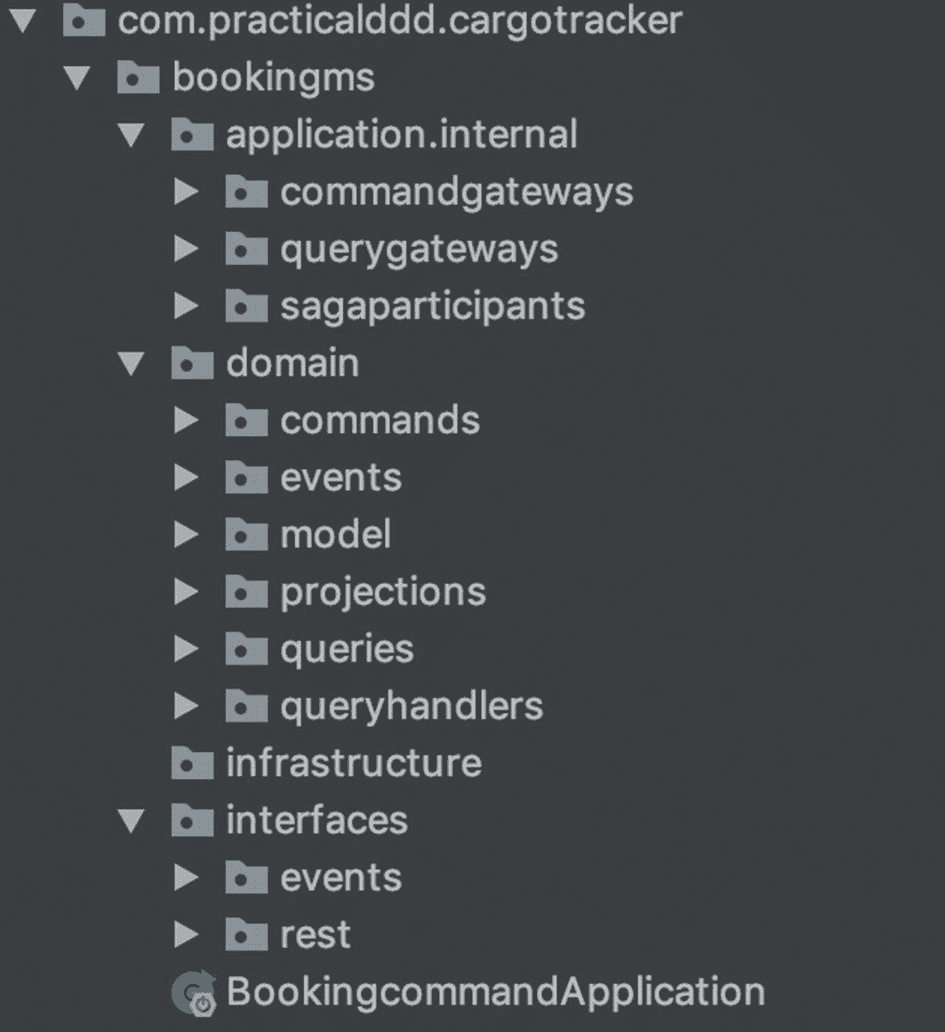 com.practicalddd.cargotracker
bookingms
application.internal
commandgateways
querygateways
sagaparticipants
domain
commands
events
model
projections
queries
queryhandlers
infrastructure
interfaces
events
rest
BookingcommandApplication